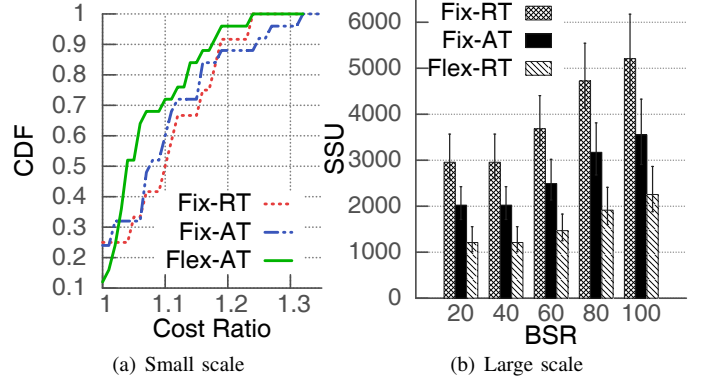 1
0.9
0.8
0.7
0.6
0.5
0.4
0.3
0.2
0.1
CDF
Fix-RT
Fix-AT
Flex-AT
1 1.1 1.2 1.3
Cost Ratio
(a) Small scale
6000
5000
4000
3000
2000
1000
0
SSU
Fix-RT
Fix-AT
Flex-RT
20 40 60 80 100
BSR
(b) Large scale